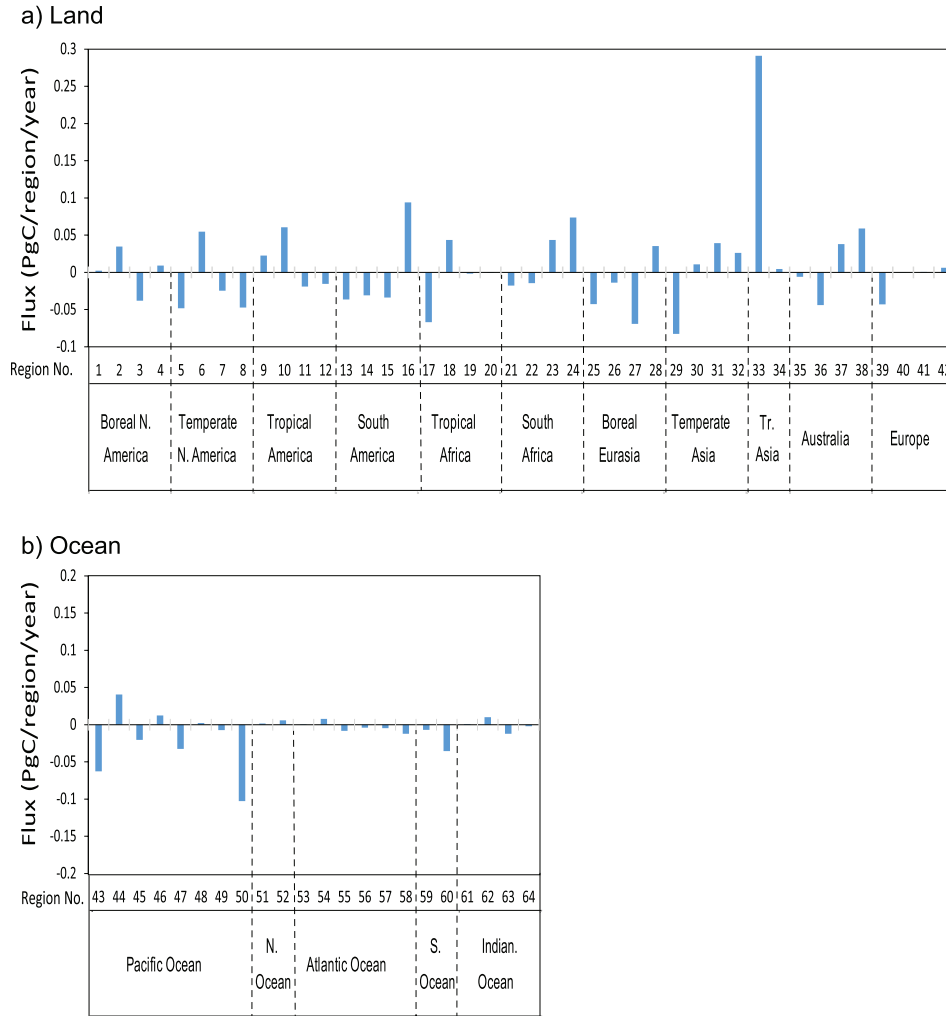 a) Land
Flux (PgC/region/year)
0.3
0.25
0.2
0.15
0.1
0.05
0
-0.05
-0.1
Region No. 1 2 3 4 5 6 7 8 9 10 11 12 13 14 15 16 17 18 19 20 21 22 23 24 25 26 27 28 29 30 31 32 33 34 35 36 37 38 39 40 41 42
Boreal N.
America
Temperate
N. America
Tropical
America
South
America
Tropical
Africa
South
Africa
Boreal
Eurasia
Temperate
Asia
Tr.
Asia
Australia
Europe
b) Ocean
Flux (PgC/region/year)
0.2
0.15
0.1
0.05
0
-0.05
-0.1
-0.15
-0.2
Region No. 43 44 45 46 47 48 49 50 51 52 53 54 55 56 57 58 59 60 61 62 63 64
Pacific Ocean
N.
Ocean
Atlantic Ocean
S.
Ocean
Indian.
Ocean